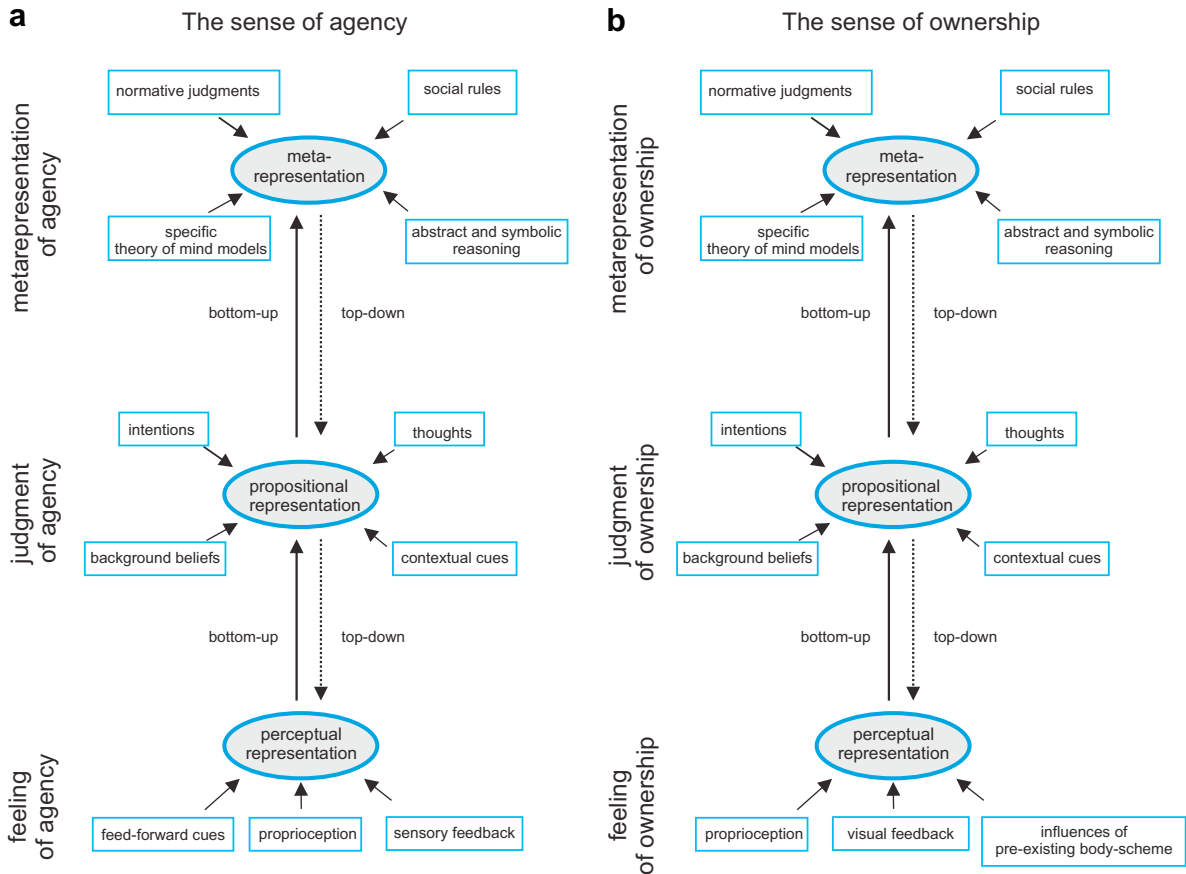 a
The sense of agency
metarepresentation
of agency
normative judgments
social rules
meta-
representation
specific
theory of mind models
abstract and symbolic
reasoning
bottom-up
top-down
judgment
of agency
intentions
thoughts
propositional
representation
background beliefs
contextual cues
bottom-up
top-down
feeling
of agency
perceptual
representation
feed-forward cues
proprioception
sensory feedback
b
The sense of ownership
metarepresentation
of ownership
normative judgments
social rules
meta-
representation
specific
theory of mind models
abstract and symbolic
reasoning
bottom-up
top-down
judgment
of ownership
intentions
thoughts
propositional
representation
background beliefs
contextual cues
bottom-up
top-down
feeling
of ownership
perceptual
representation
proprioception
visual feedback
influences of
pre-existing body-scheme